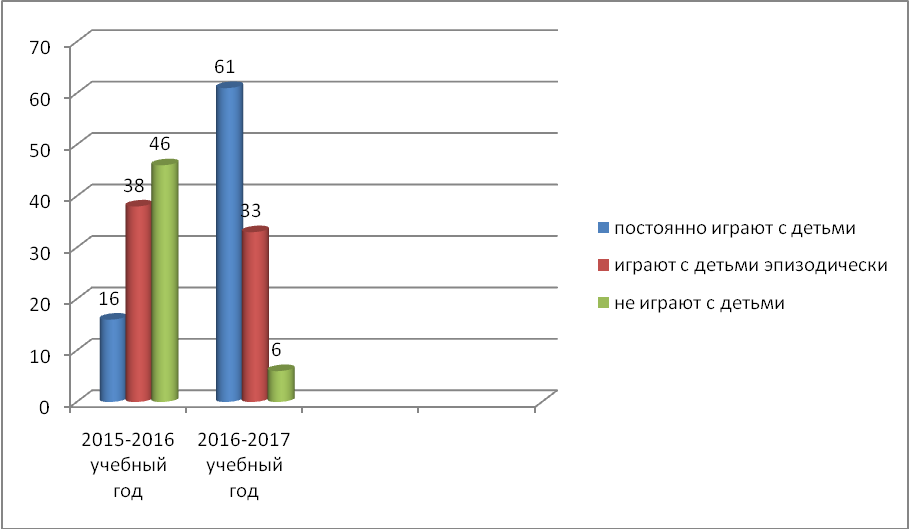 70
60
50
40
30
20
10
0
16
38
46
61
33
6
2015-2016
учебный
год
2016-2017
учебный
год
постоянно играют с детьми
играют с детьми эпизодически
не играют с детьми